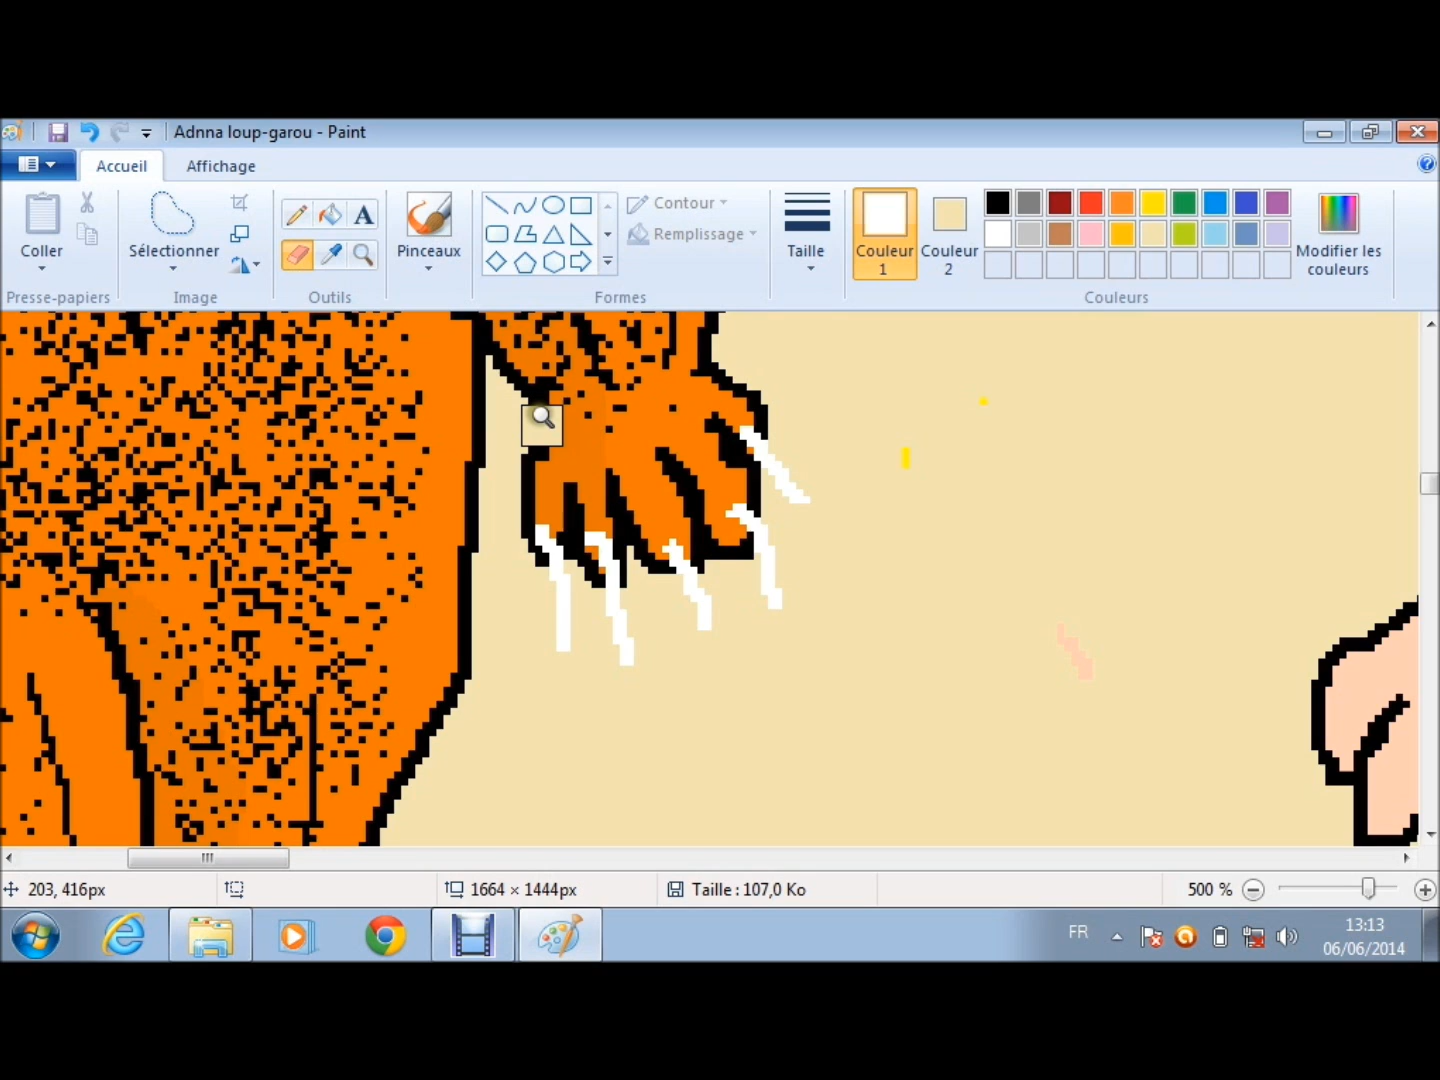 Adnna loup-garou - Paint
Accueil
Affichage
Coller
Sélectionner
A
Pinceaux
Contour
Remplissage
Taille
Couleur
1
Couleur
2
Modifier les
couleurs
Presse-papiers
Image
Outils
Formes
Couleurs
203, 416px
1664 × 1444px
Taille : 107,0 Ko
500 %
FR
13:13
06/06/2014